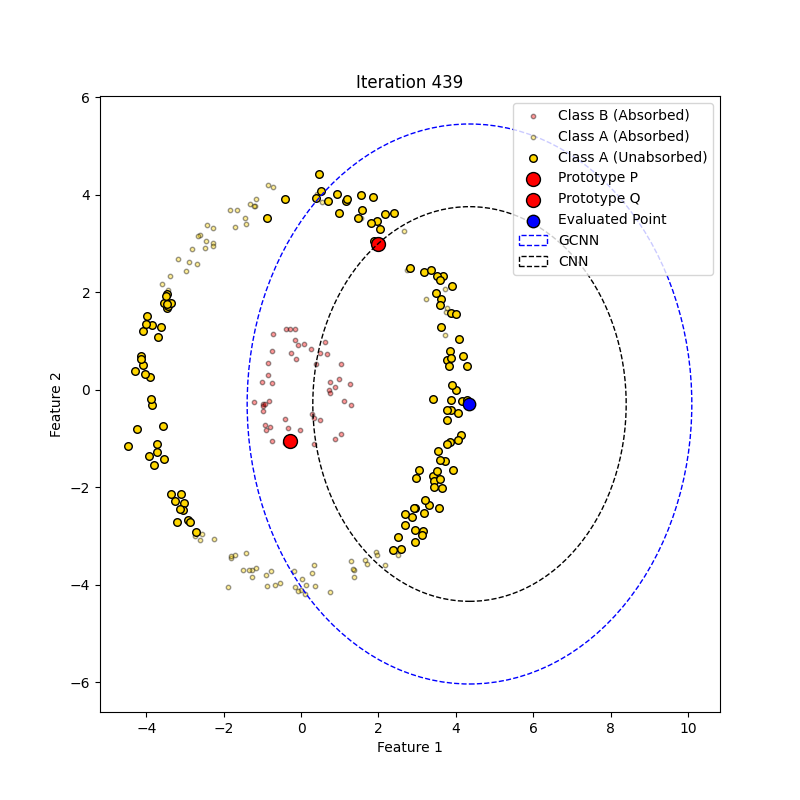 Iteration 439
Class B (Absorbed)
Class A (Absorbed)
Class A (Unabsorbed)
Prototype P
Prototype Q
Evaluated Point
GCNN
CNN
6
4
2
0
−2
−4
−6
Feature 2
−4 −2 0 2 4 6 8 10
Feature 1